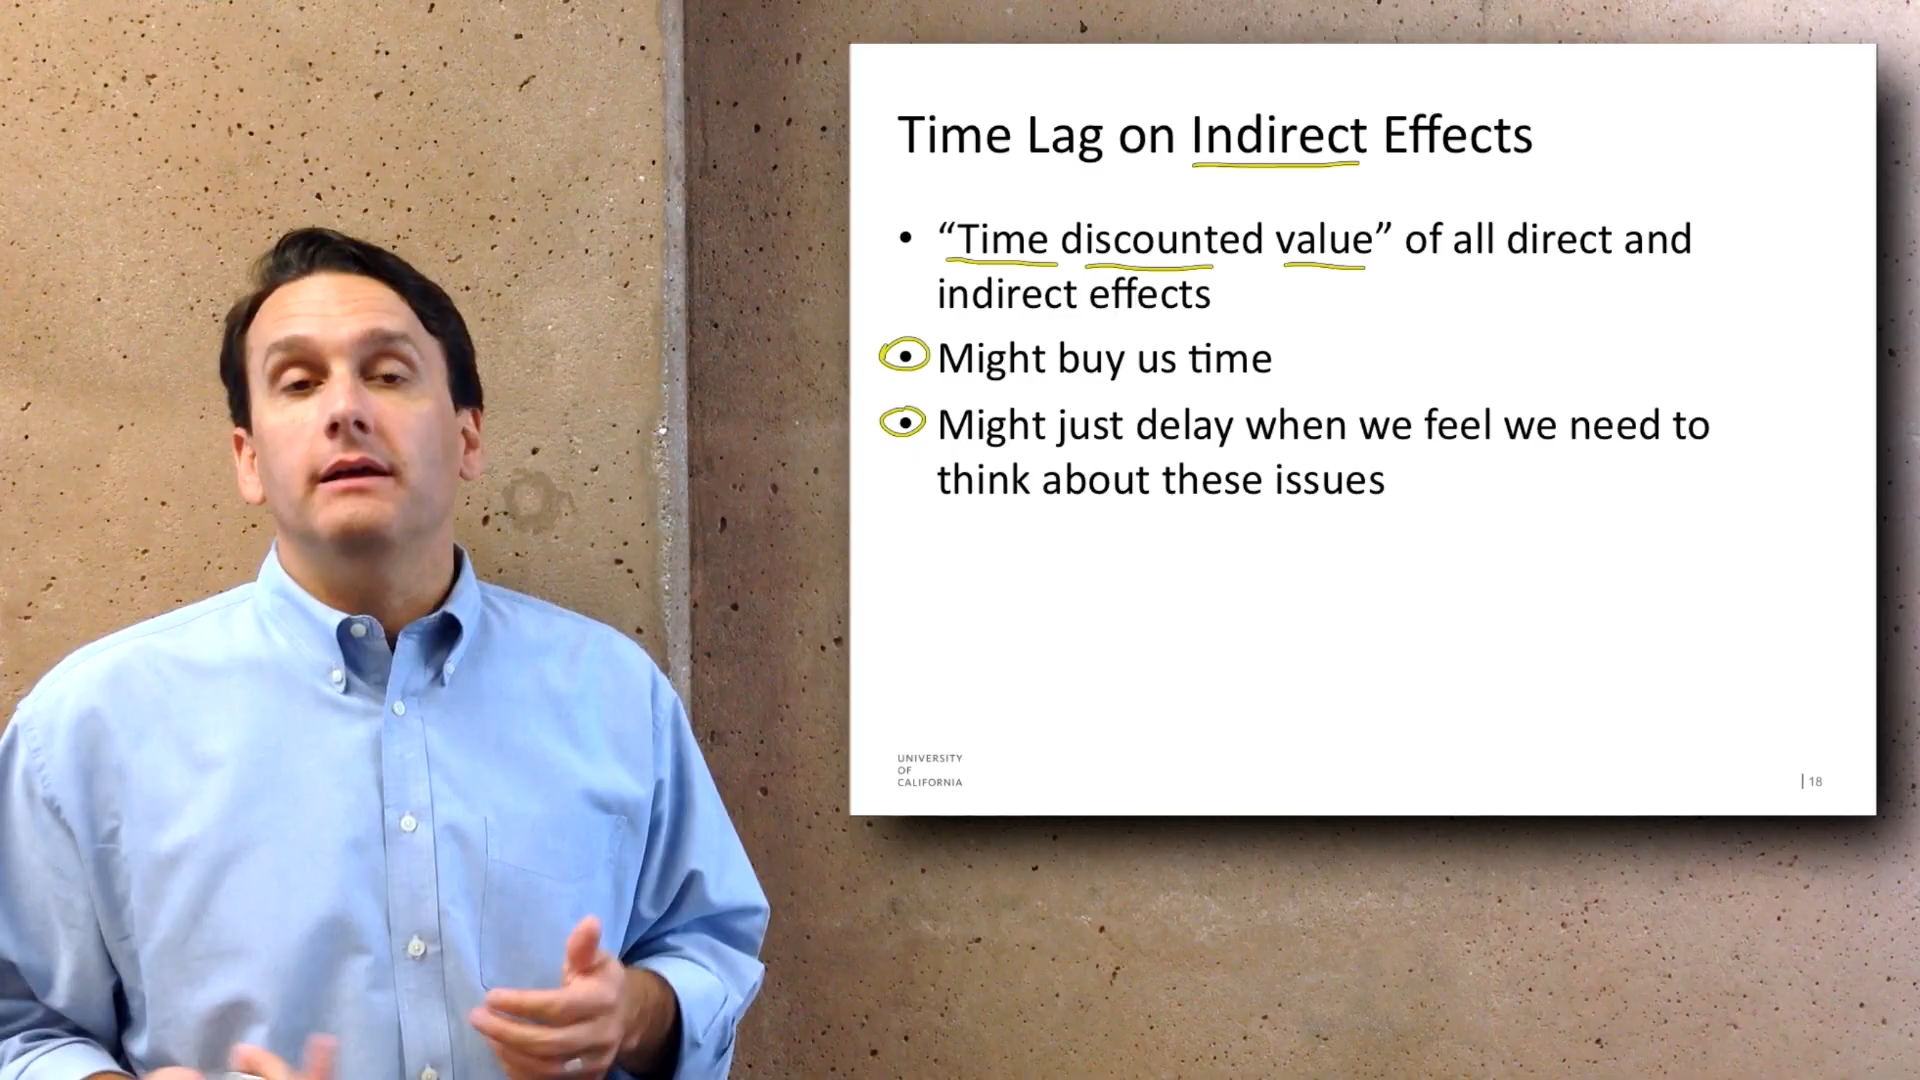 Time Lag on Indirect Effects
• “Time discounted value” of all direct and
indirect effects
• Might buy us time
• Might just delay when we feel we need to
think about these issues
UNIVERSITY
OF
CALIFORNIA
| 18